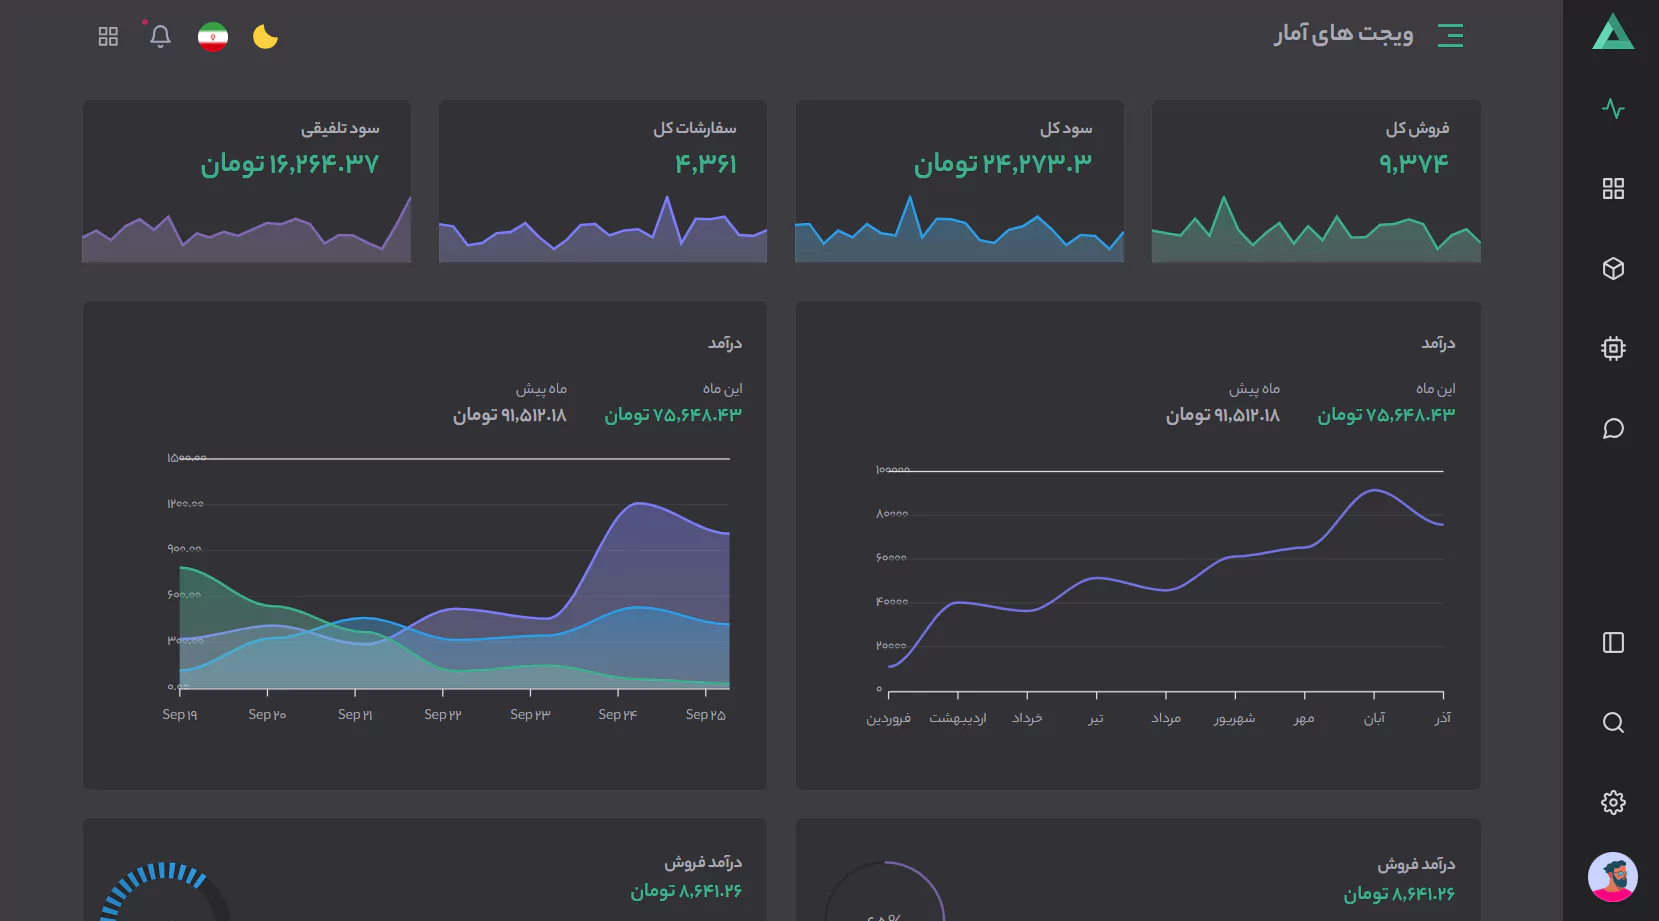 ویجت های آمار
فروش کل
۹,۳۷۴
سود کل
۲۴,۲۷۳.۳ تومان
سفارشات کل
۴,۳۶۱
سود تلفیقی
۱۶,۲۶۴.۳۷ تومان
درآمد
این ماه
ماه پیش
۷۵,۶۴۸.۴۳ تومان
۹۱,۵۱۲.۱۸ تومان
۱۰۰۰۰۰
۸۰۰۰۰
۶۰۰۰۰
۴۰۰۰۰
۲۰۰۰۰
۰
فروردین اردیبهشت خرداد تیر مرداد شهریور مهر آبان آذر
درآمد
این ماه
ماه پیش
۷۵,۶۴۸.۴۳ تومان
۹۱,۵۱۲.۱۸ تومان
۱۵۰۰.۰۰
۱۲۰۰.۰۰
۹۰۰.۰۰
۶۰۰.۰۰
۳۰۰.۰۰
۰.۰۰
Sep ۱۹ Sep ۲۰ Sep ۲۱ Sep ۲۲ Sep ۲۳ Sep ۲۴ Sep ۲۵
درآمد فروش
۸,۶۴۱.۲۶ تومان
درآمد فروش
۸,۶۴۱.۲۶ تومان